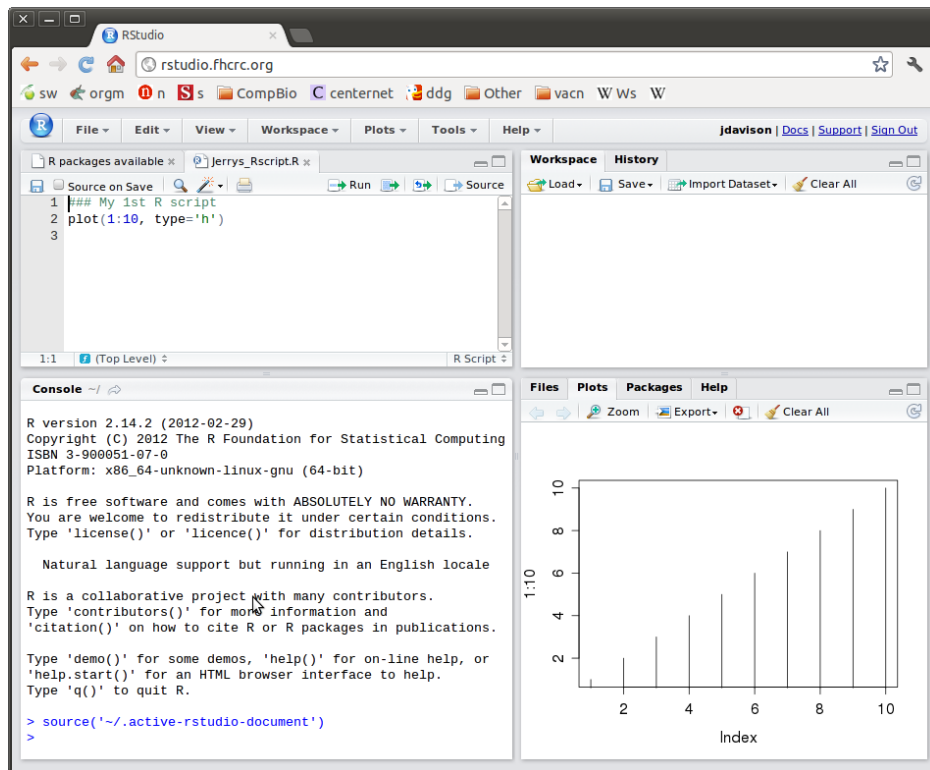 RStudio
rstudio.fhcrc.org
sw orgm n s CompBio centernet ddg Other vacn Ws
File Edit View Workspace Plots Tools Help jdavison | Docs | Support | Sign Out
R packages available Jerrys_Rscript.R
Source on Save Run Source
1 ### My 1st R script
2 plot(1:10, type='h')
3
1:1 (Top Level) R Script
Workspace History
Load Save Import Dataset Clear All
Console ~/
R version 2.14.2 (2012-02-29)
Copyright (C) 2012 The R Foundation for Statistical Computing
ISBN 3-900051-07-0
Platform: x86_64-unknown-linux-gnu (64-bit)
R is free software and comes with ABSOLUTELY NO WARRANTY.
You are welcome to redistribute it under certain conditions.
Type 'license()' or 'licence()' for distribution details.
Natural language support but running in an English locale
R is a collaborative project with many contributors.
Type 'contributors()' for more information and
'citation()' on how to cite R or R packages in publications.
Type 'demo()' for some demos, 'help()' for on-line help, or
'help.start()' for an HTML browser interface to help.
Type 'q()' to quit R.
> source('~/.active-rstudio-document')
>
Files Plots Packages Help
Zoom Export Clear All
10
8
6
4
2
1:10
2 4 6 8 10
Index